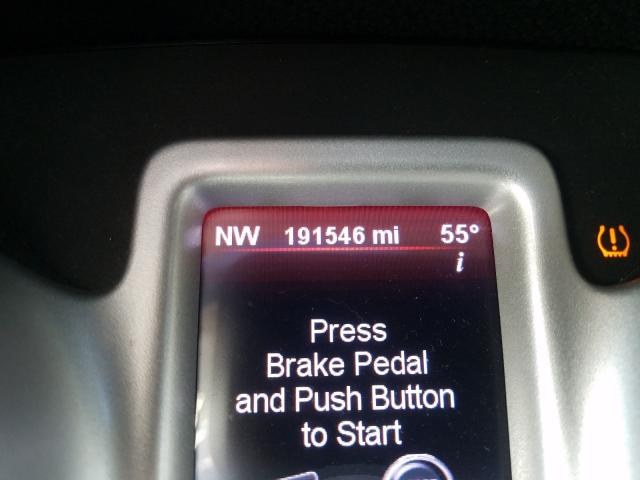 NW 191546 mi 55°
i
Press
Brake Pedal
and Push Button
to Start